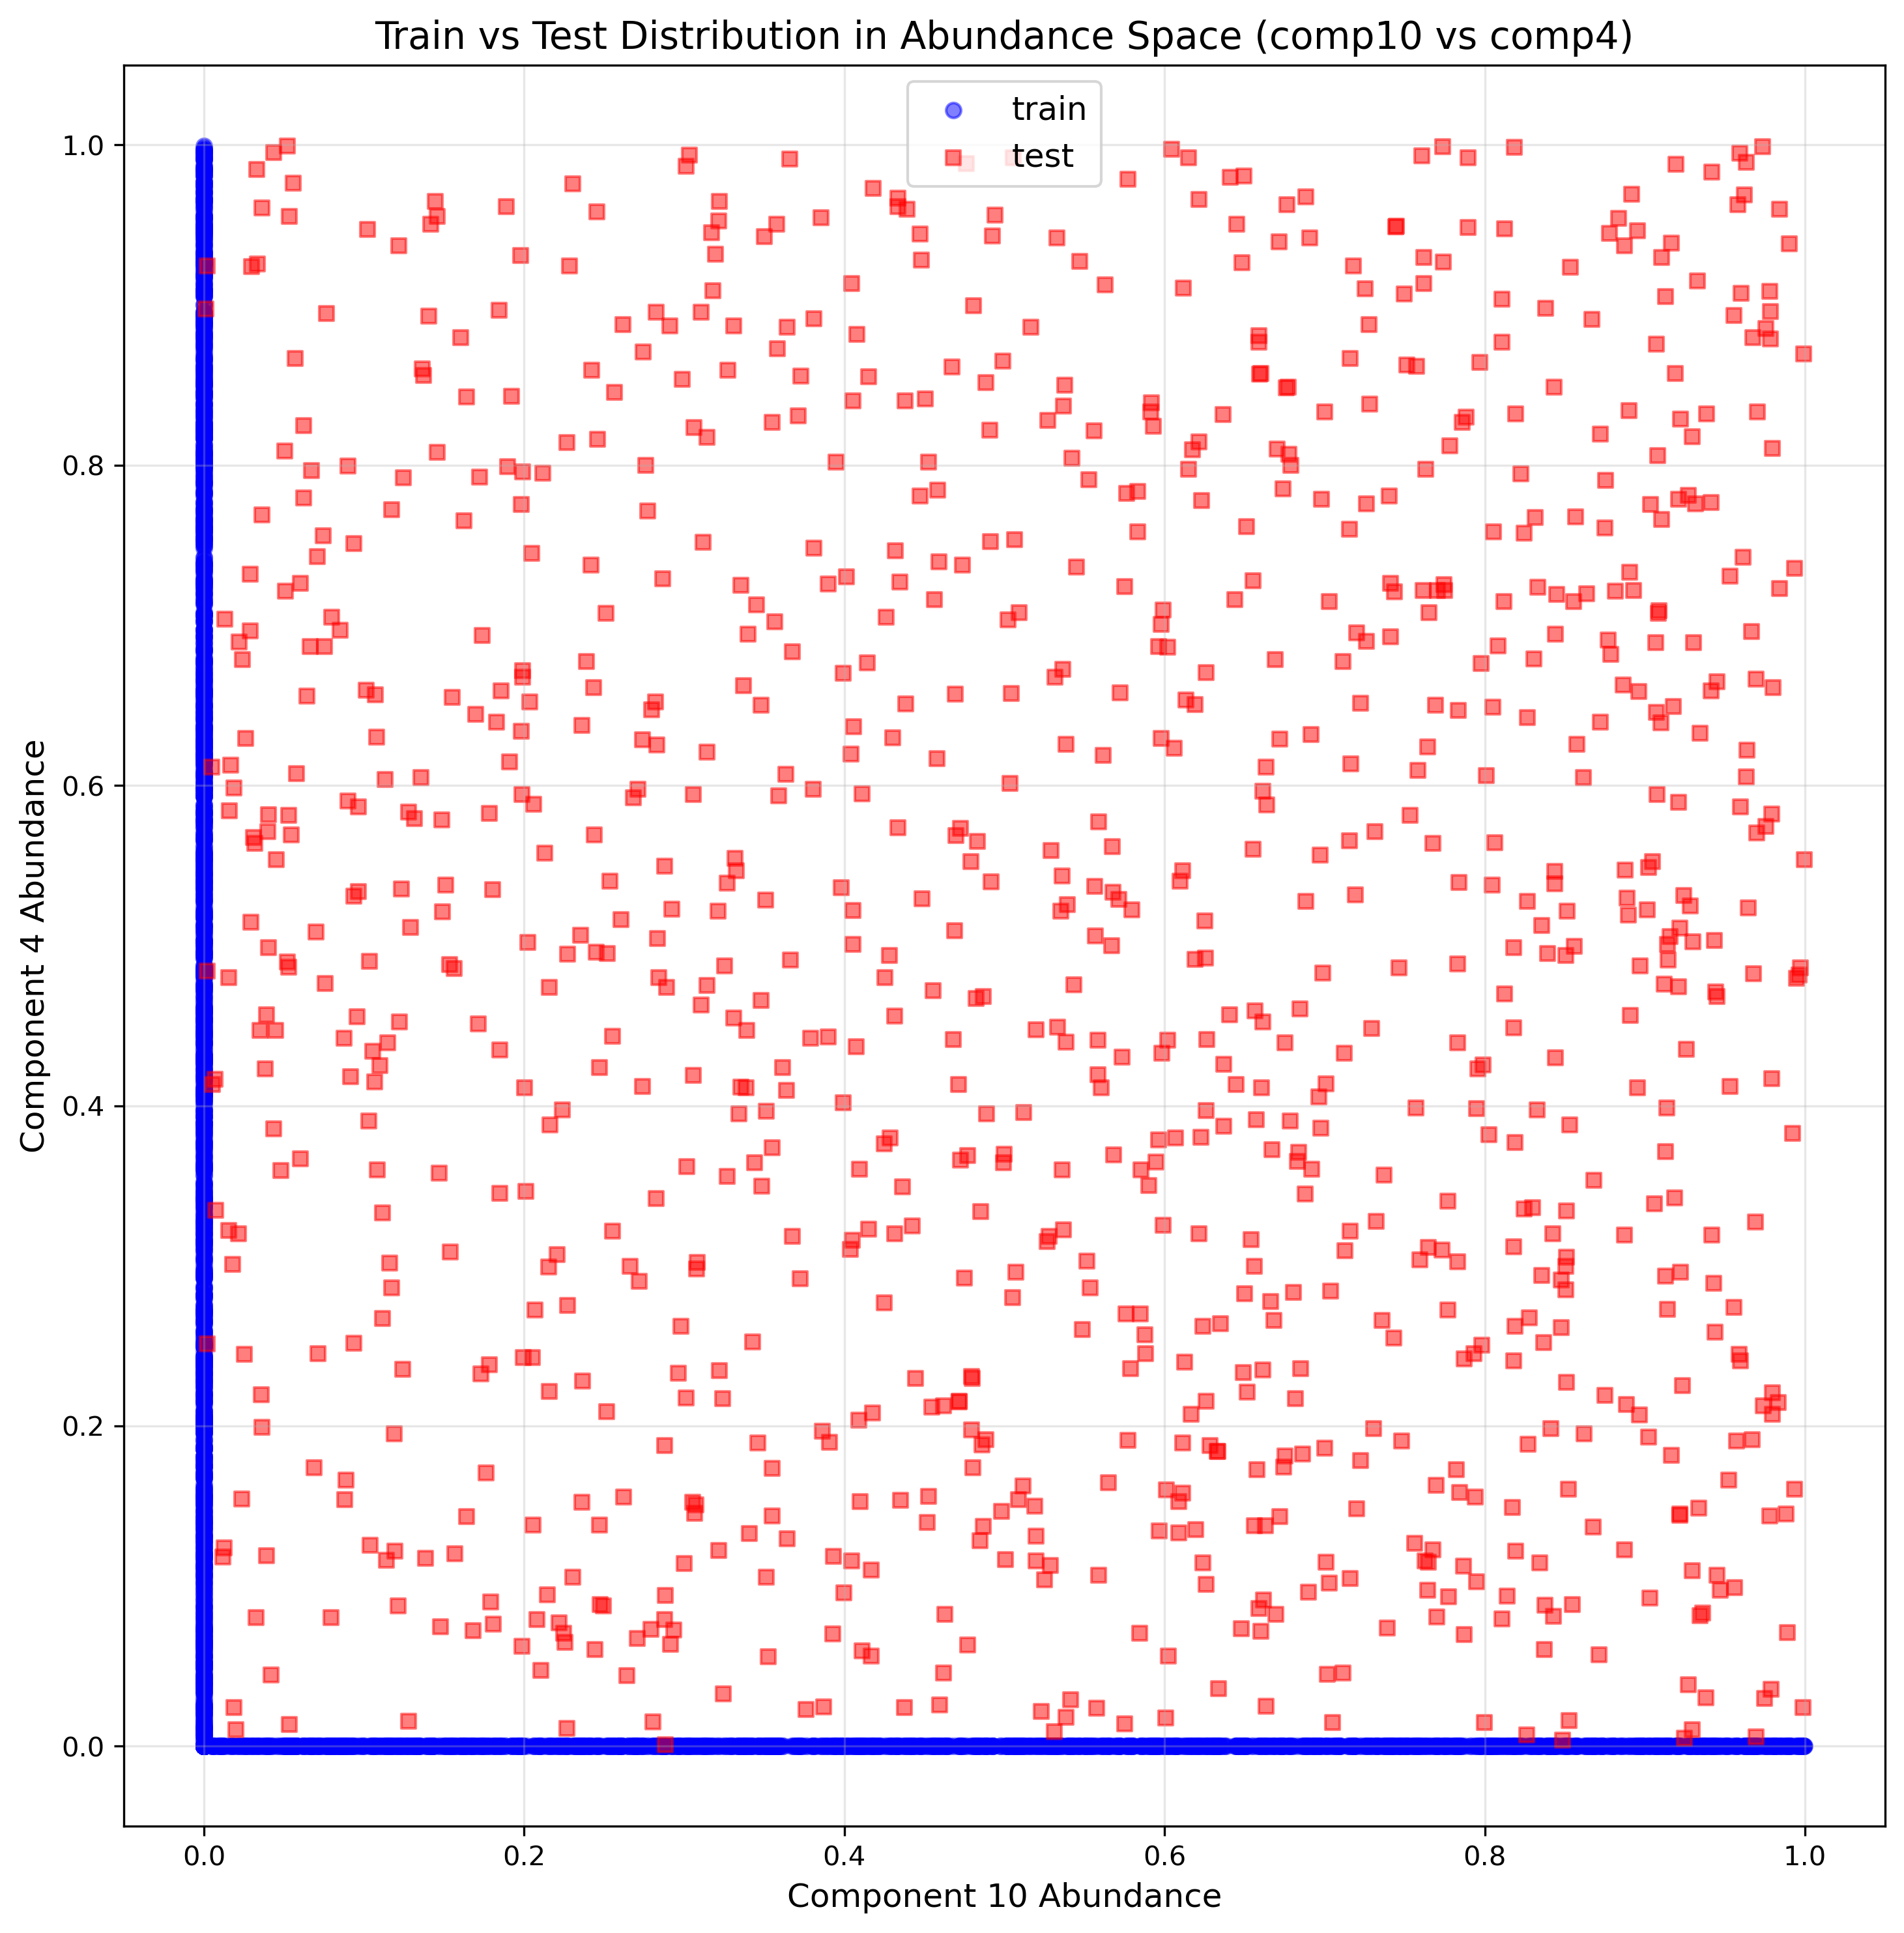 Train vs Test Distribution in Abundance Space (comp10 vs comp4)
train
test
1.0
0.8
0.6
0.4
0.2
0.0
Component 4 Abundance
0.0 0.2 0.4 0.6 0.8 1.0
Component 10 Abundance